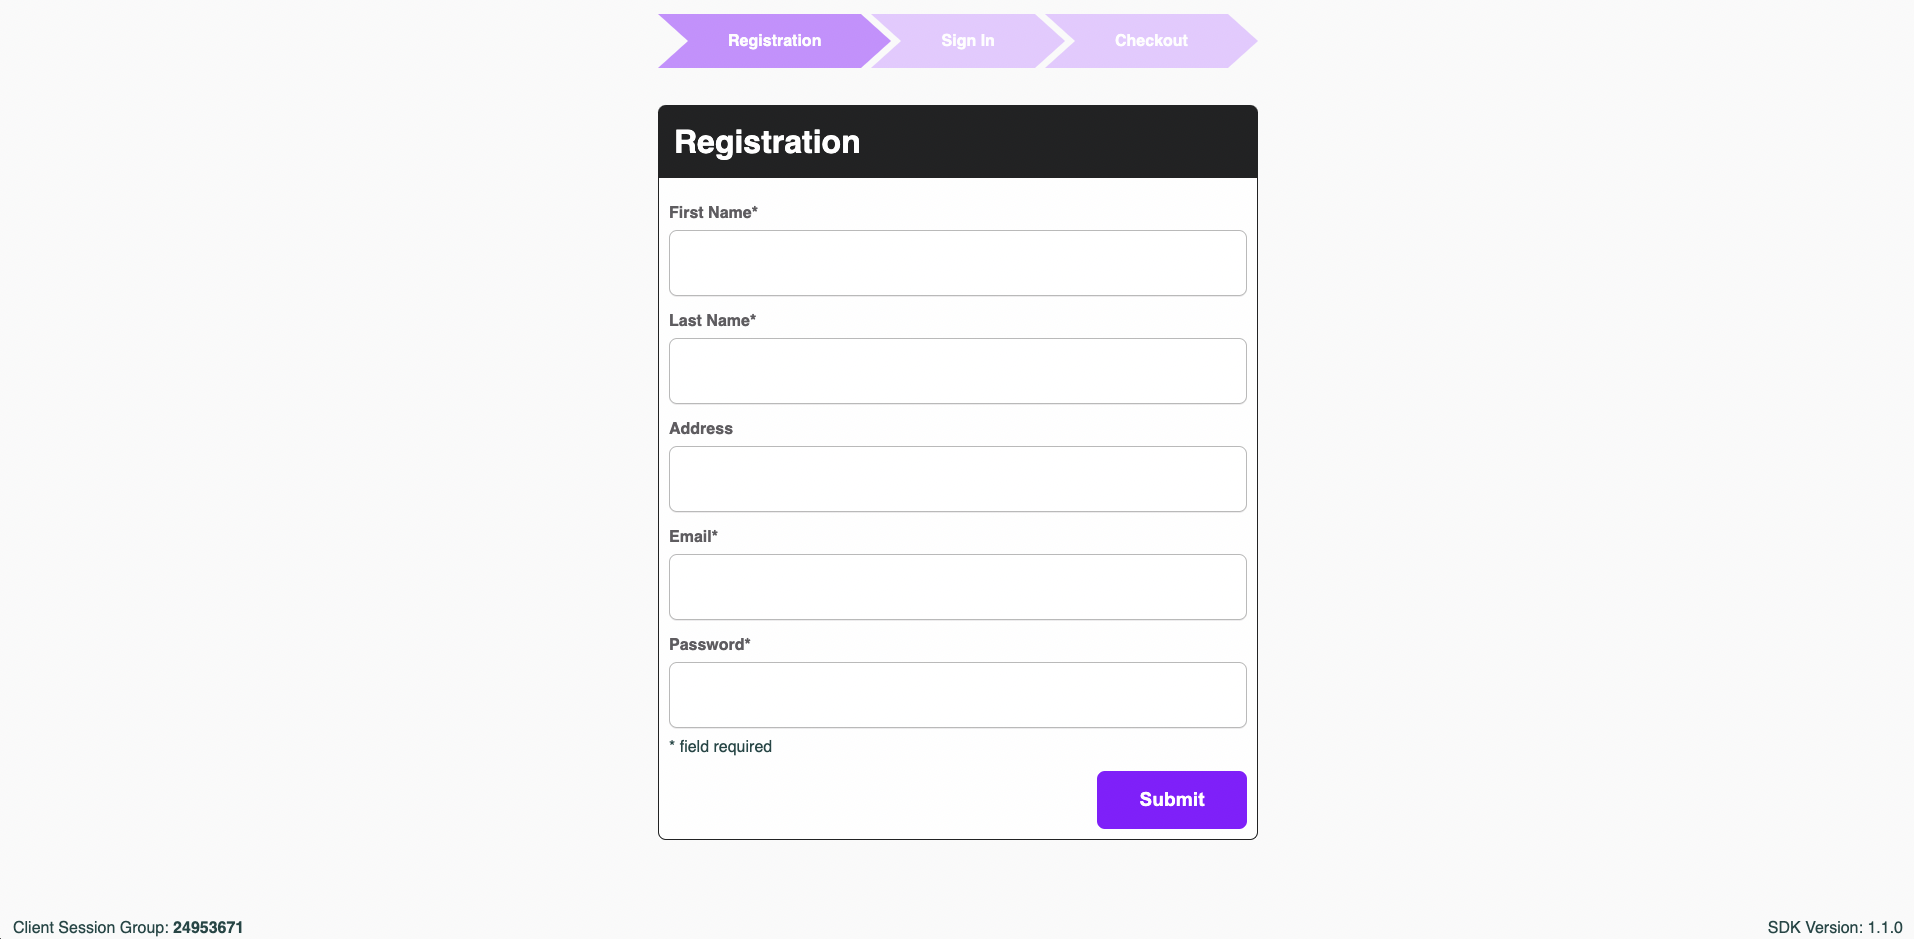 Registration
Sign In
Checkout
Registration
First Name*
Last Name*
Address
Email*
Password*
* field required
Submit
Client Session Group: 24953671
SDK Version: 1.1.0